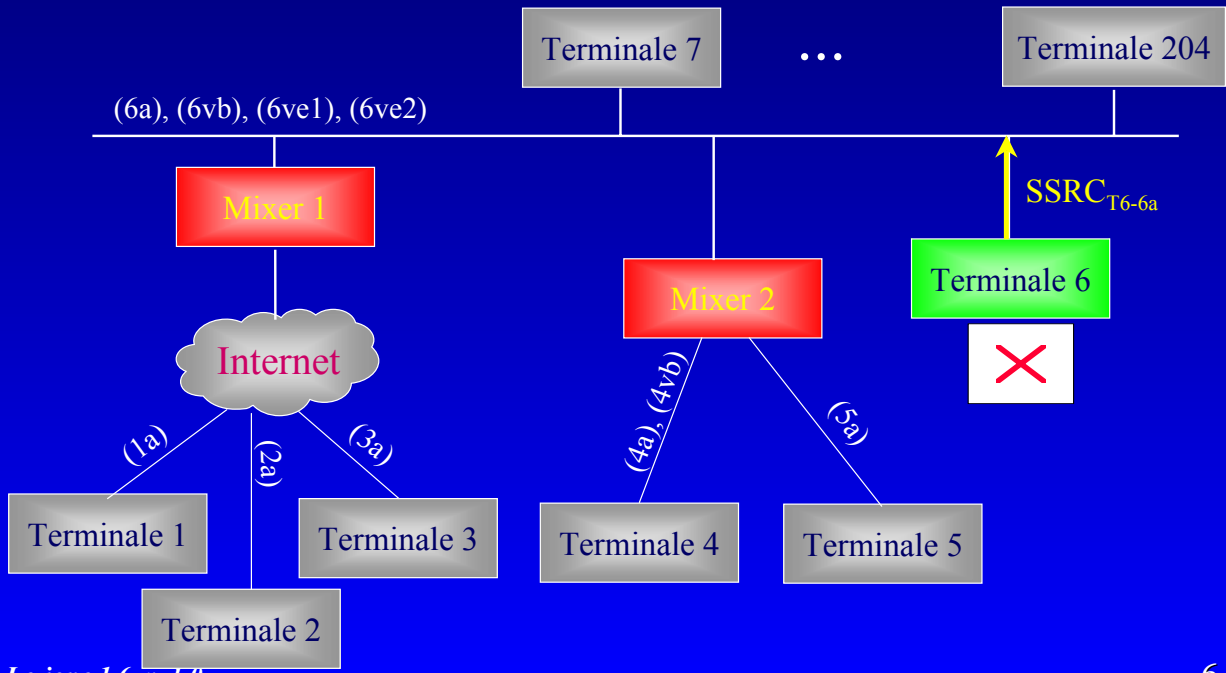 Terminale 7
...
Terminale 204
(6a), (6vb), (6ve1), (6ve2)
Mixer 1
SSRC T6-6a
Terminale 6
Mixer 2
Internet
(1a)
(2a)
(3a)
(4a), (4vb)
(5a)
Terminale 1
Terminale 3
Terminale 4
Terminale 5
Terminale 2
6